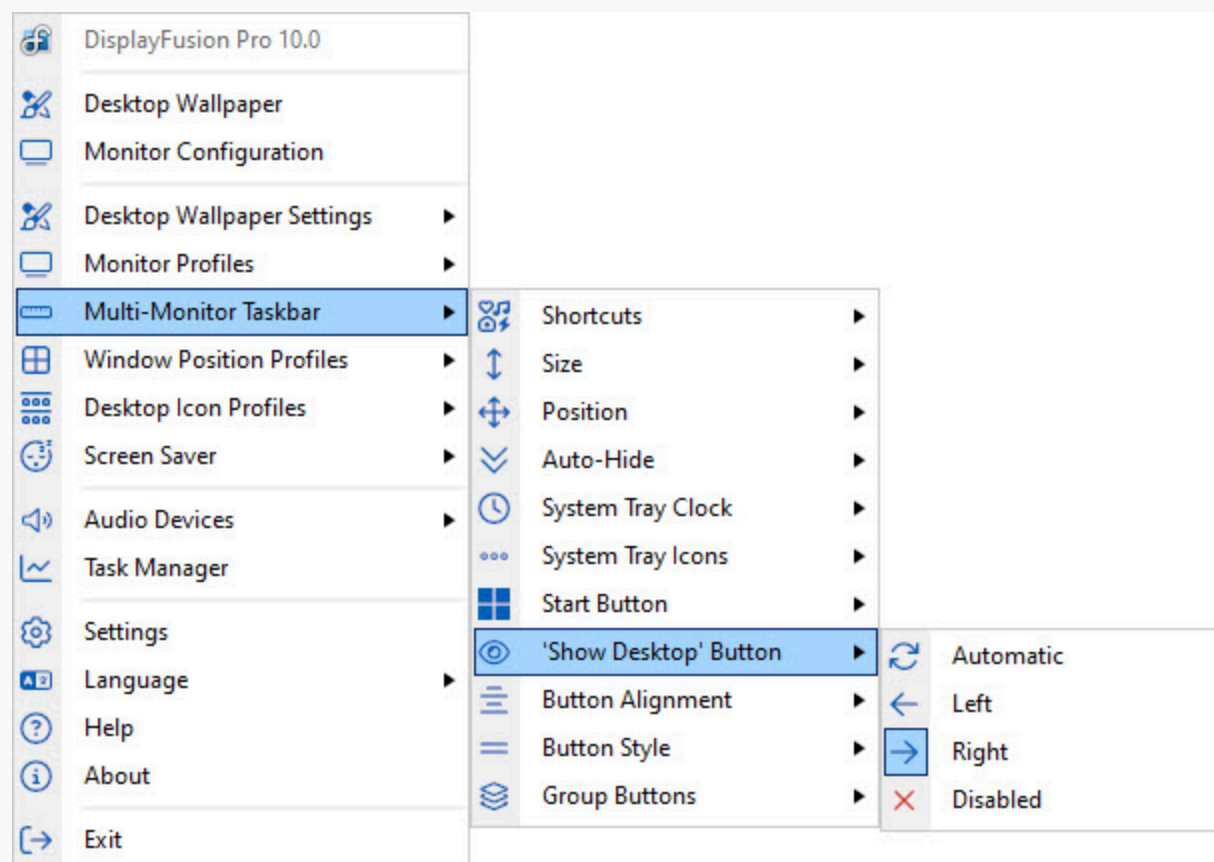 DisplayFusion Pro 10.0
Desktop Wallpaper
Monitor Configuration
Desktop Wallpaper Settings
Monitor Profiles
Multi-Monitor Taskbar
Window Position Profiles
Desktop Icon Profiles
Screen Saver
Audio Devices
Task Manager
Settings
Language
Help
About
Exit
Shortcuts
Size
Position
Auto-Hide
System Tray Clock
System Tray Icons
Start Button
'Show Desktop' Button
Button Alignment
Button Style
Group Buttons
Automatic
Left
Right
Disabled